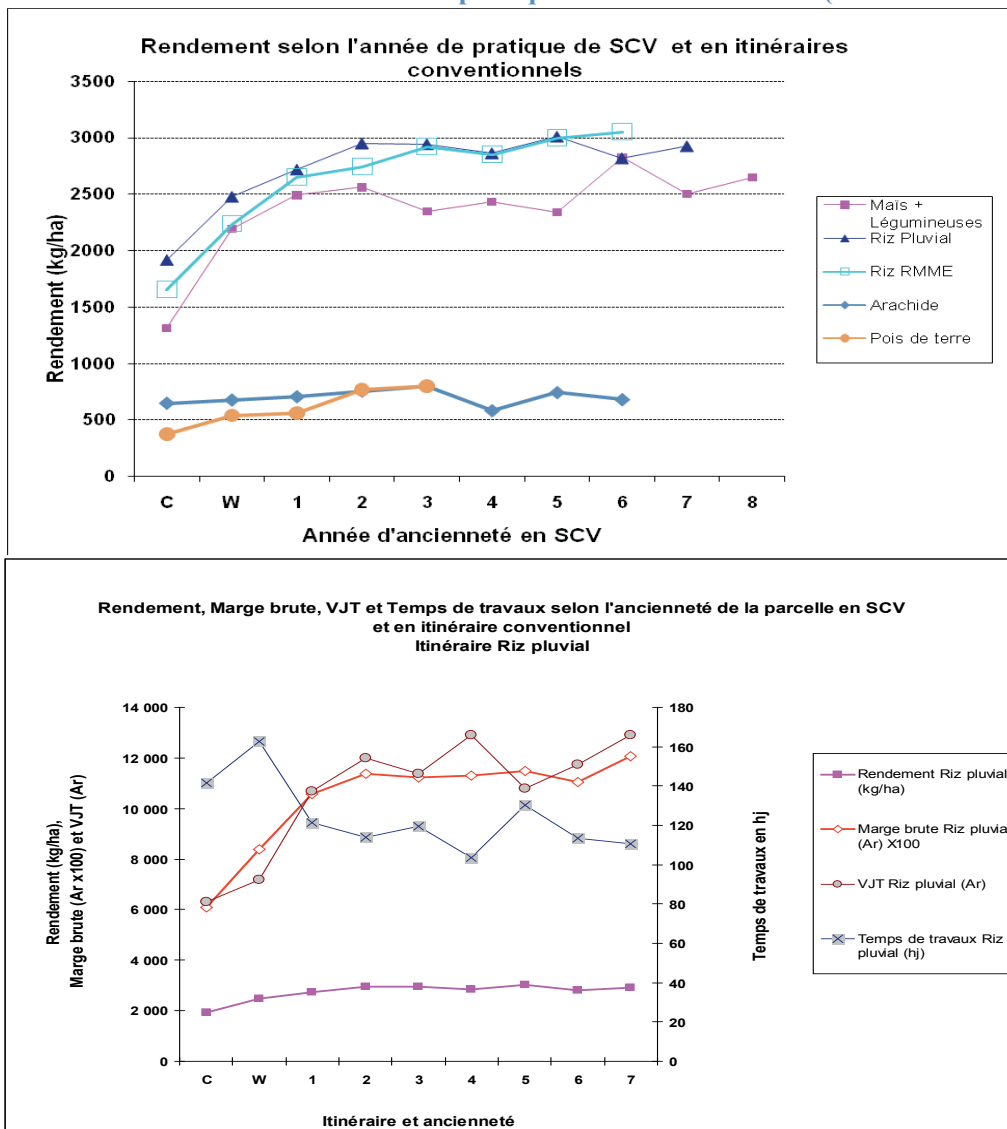 Rendement selon l'année de pratique de SCV et en itinéraires
conventionnels
Rendement (kg/ha)
3500
3000
2500
2000
1500
1000
500
0
C W 1 2 3 4 5 6 7 8
Année d'ancienneté en SCV
Maïs +
Légumineuses
Riz Pluvial
Riz RMME
Arachide
Pois de terre
Rendement, Marge brute, VJT et Temps de travaux selon l'ancienneté de la parcelle en SCV
et en itinéraire conventionnel
Itinéraire Riz pluvial
Rendement (kg/ha),
Marge brute (Ar x100) et VJT (Ar)
14 000
12 000
10 000
8 000
6 000
4 000
2 000
0
180
160
140
120
100
80
60
40
20
0
Temps de travaux en hj
C W 1 2 3 4 5 6 7
Itinéraire et ancienneté
Rendement Riz pluvial
(kg/ha)
Marge brute Riz pluvia
(Ar) X100
VJT Riz pluvial (Ar)
Temps de travaux Riz
pluvial (hj)